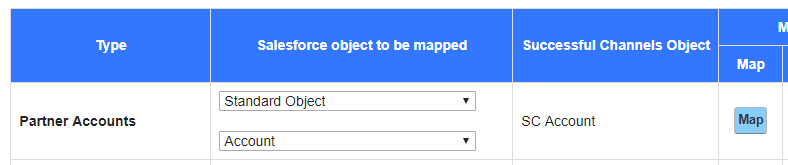 Type
Salesforce object to be mapped
Successful Channels Object
Map
Partner Accounts
Standard Object
Account
SC Account
Map